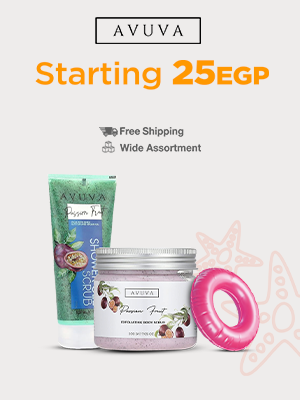 AVUVA
Starting 25EGP
Free Shipping
Wide Assortment
AVUVA
Passion Fruit
SHOWER
SCRUB
AVUVA
Passion Fruit
EXFOLIATING BODY SCRUB